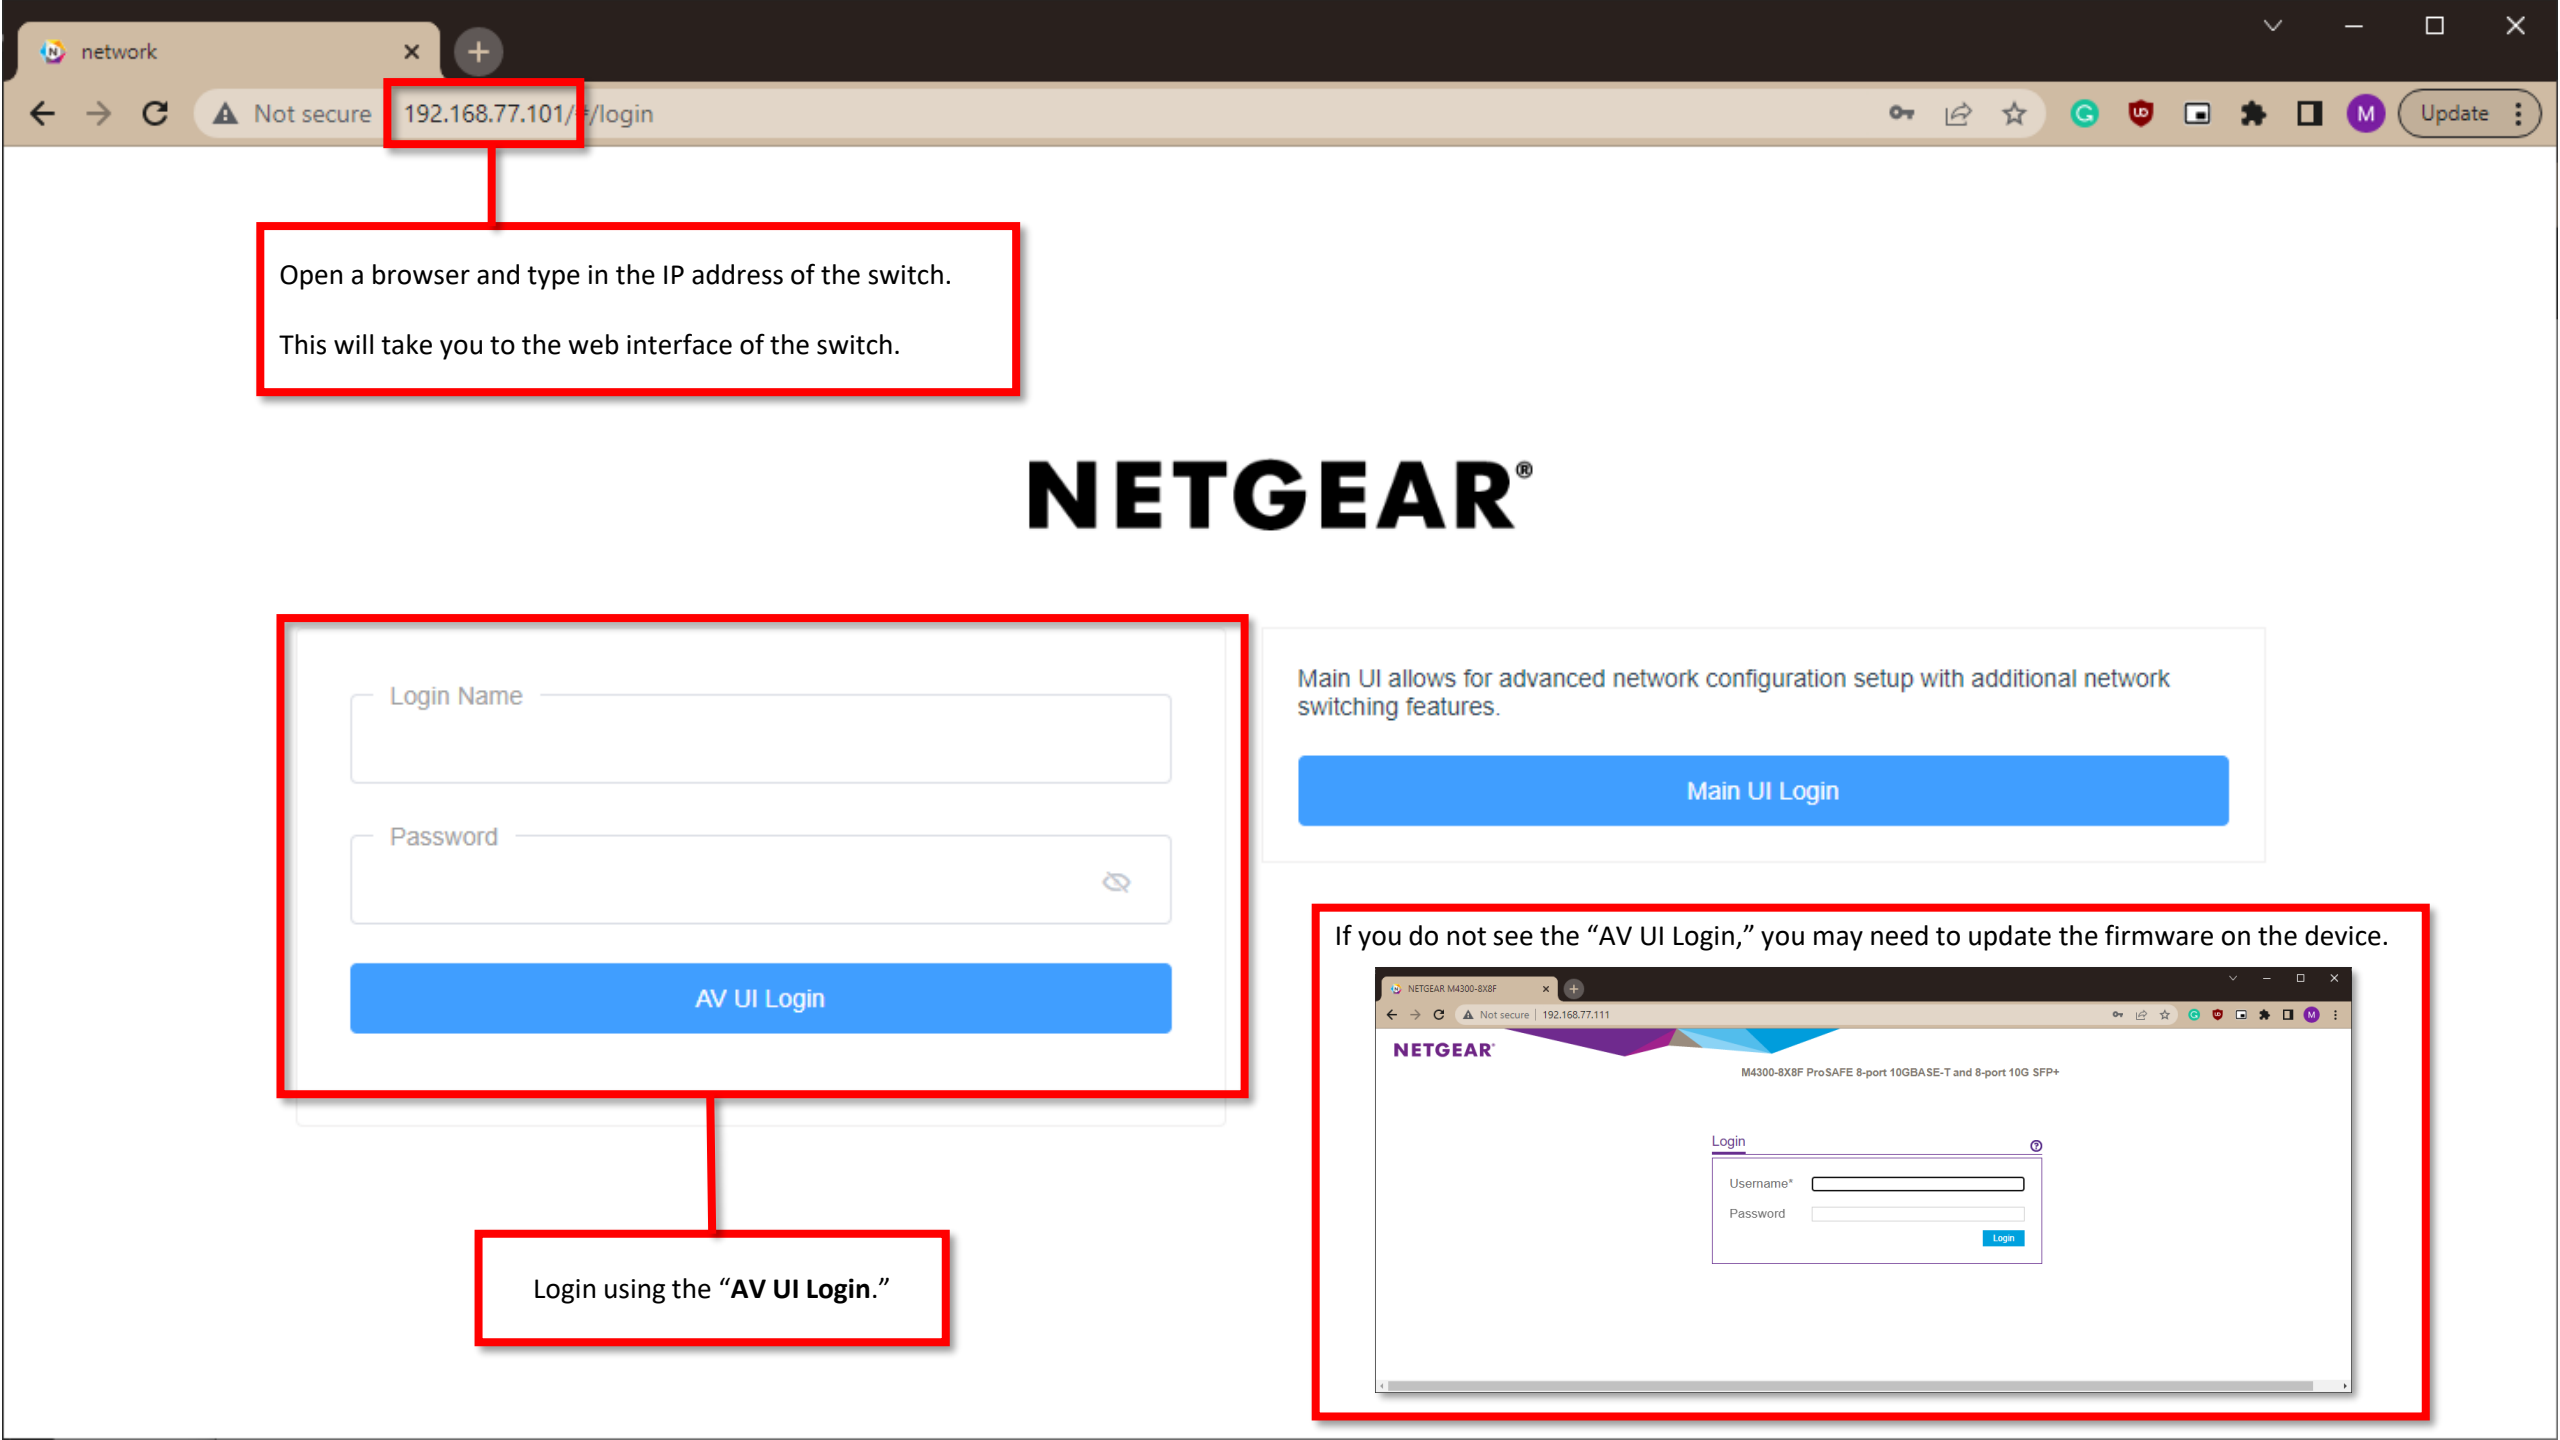 network
Not secure
192.168.77.101/#/login
Update
M
Open a browser and type in the IP address of the switch.
This will take you to the web interface of the switch.
NETGEAR®
Login Name
Password
AV UI Login
Main UI allows for advanced network configuration setup with additional network
switching features.
Main UI Login
If you do not see the “AV UI Login,” you may need to update the firmware on the device.
NETGEAR M4300-8X8F
Not secure | 192.168.77.111
M
NETGEAR®
M4300-8X8F ProSAFE 8-port 10GBASE-T and 8-port 10G SFP+
Login
Username*
Password
Login
Login using the “AV UI Login.”